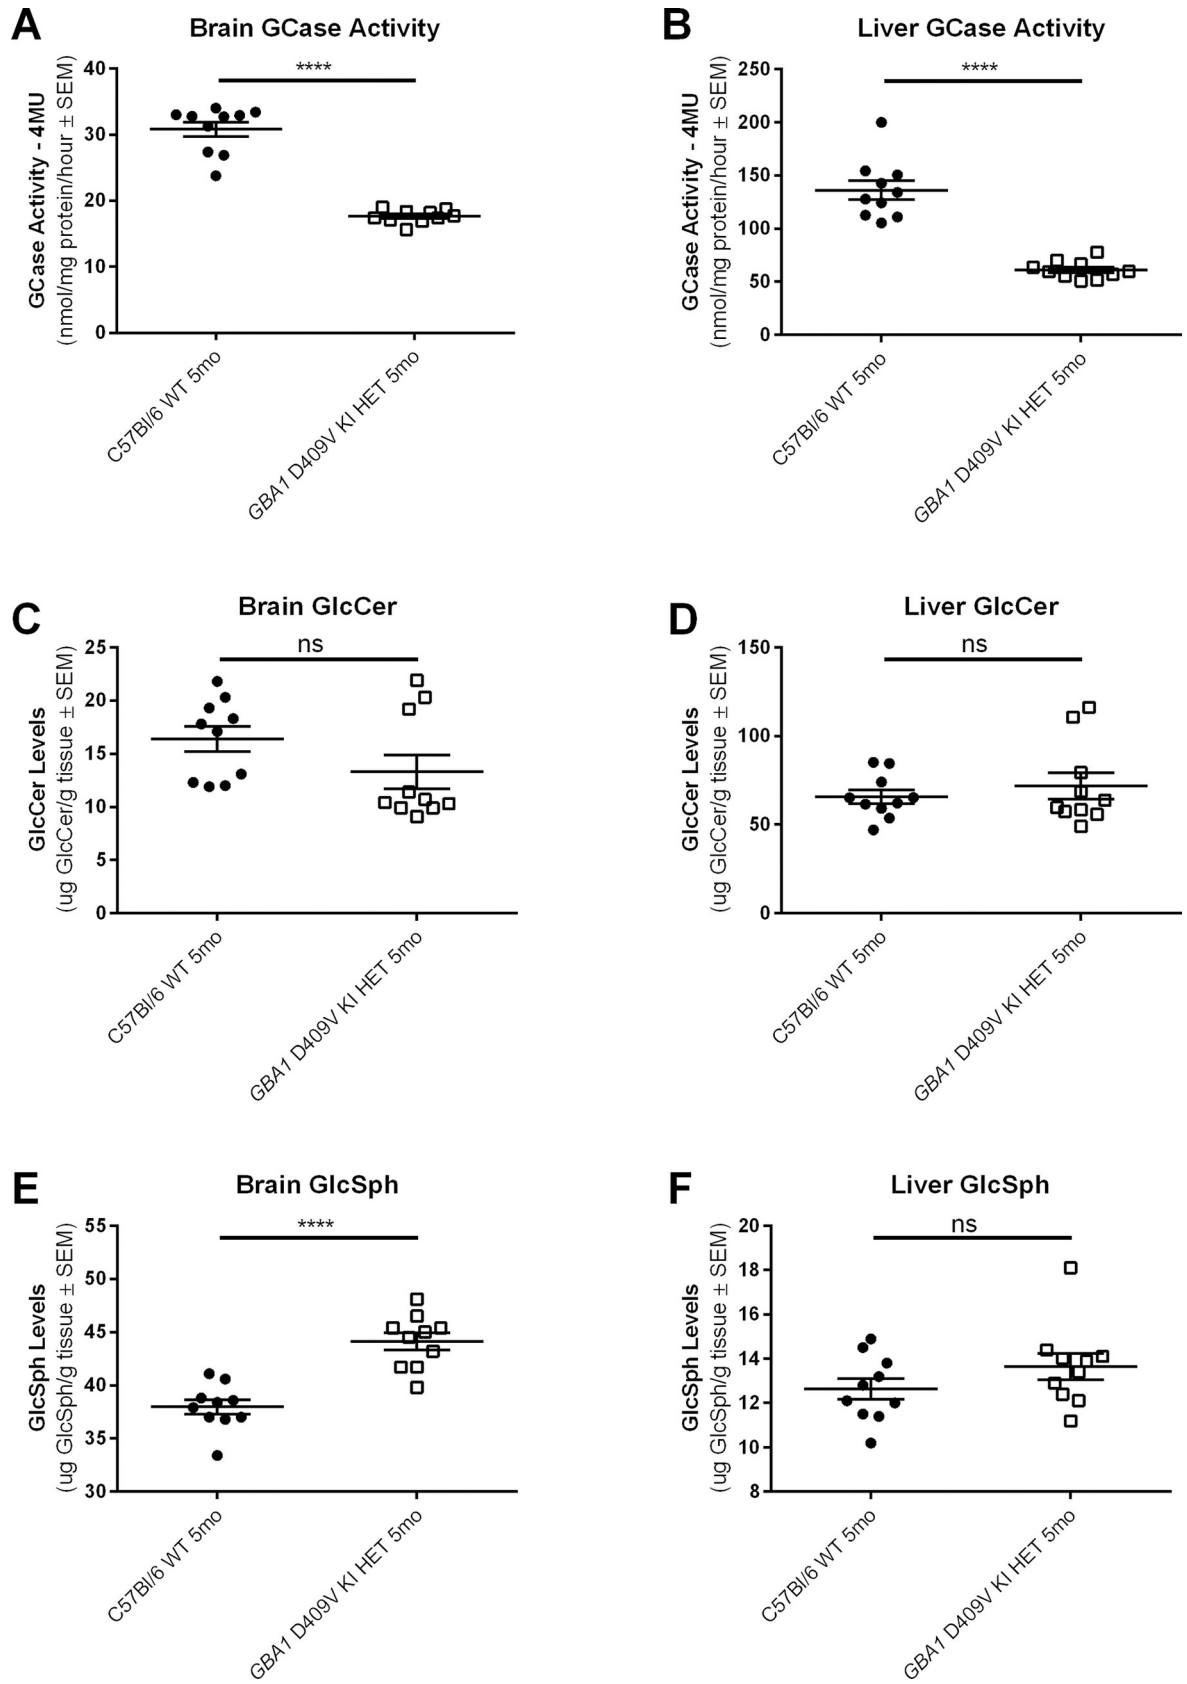 A
Brain GCase Activity
GCase Activity - 4MU
(nmol/mg protein/hour ± SEM)
40
30
20
10
0
****
C57Bl/6 WT 5mo
GBA1 D409V KI HET 5mo
B
Liver GCase Activity
GCase Activity - 4MU
(nmol/mg protein/hour ± SEM)
250
200
150
100
50
0
****
C57Bl/6 WT 5mo
GBA1 D409V KI HET 5mo
C
Brain GlcCer
GlcCer Levels
(ug GlcCer/g tissue ± SEM)
25
20
15
10
5
0
ns
C57Bl/6 WT 5mo
GBA1 D409V KI HET 5mo
D
Liver GlcCer
GlcCer Levels
(ug GlcCer/g tissue ± SEM)
150
100
50
0
ns
C57Bl/6 WT 5mo
GBA1 D409V KI HET 5mo
E
Brain GlcSph
GlcSph Levels
(ug GlcSph/g tissue ± SEM)
55
50
45
40
35
30
****
C57Bl/6 WT 5mo
GBA1 D409V KI HET 5mo
F
Liver GlcSph
GlcSph Levels
(ug GlcSph/g tissue ± SEM)
20
18
16
14
12
10
8
ns
C57Bl/6 WT 5mo
GBA1 D409V KI HET 5mo